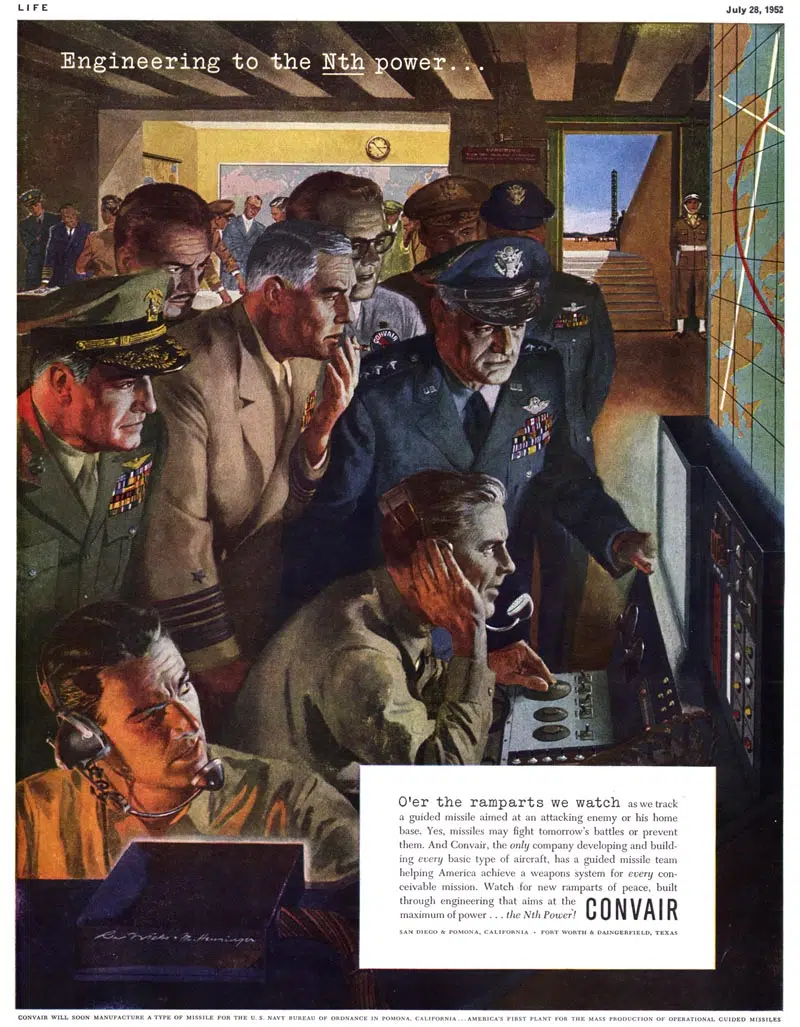 LIFE
July 28, 1952
Engineering to the Nth power...
WARNING
CONVAIR
O'er the ramparts we watch as we track
a guided missile aimed at an attacking enemy or his home
base. Yes, missiles may fight tomorrow's battles or prevent
them. And Convair, the only company developing and build-
ing every basic type of aircraft, has a guided missile team
helping America achieve a weapons system for every con-
ceivable mission. Watch for new ramparts of peace, built
through engineering that aims at the
maximum of power . . . the Nth Power!
CONVAIR
SAN DIEGO & POMONA, CALIFORNIA • FORT WORTH & DAINGERFIELD, TEXAS
CONVAIR WILL SOON MANUFACTURE A TYPE OF MISSILE FOR THE U. S. NAVY BUREAU OF ORDNANCE IN POMONA, CALIFORNIA...AMERICA'S FIRST PLANT FOR THE MASS PRODUCTION OF OPERATIONAL GUIDED MISSILES